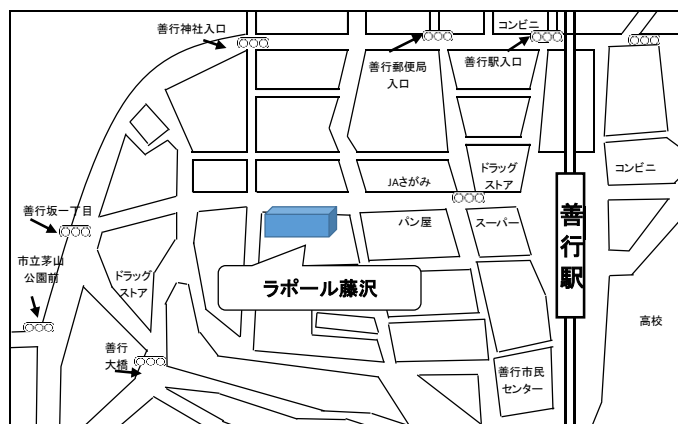 コンビニ
善行神社入口
善行郵便局
入口
善行駅入口
JAさがみ
ドラッグ
ストア
コンビニ
善行坂一丁目
パン屋
スーパー
善行駅
市立茅山
公園前
ドラッグ
ストア
ラポール藤沢
高校
善行
大橋
善行市民
センター